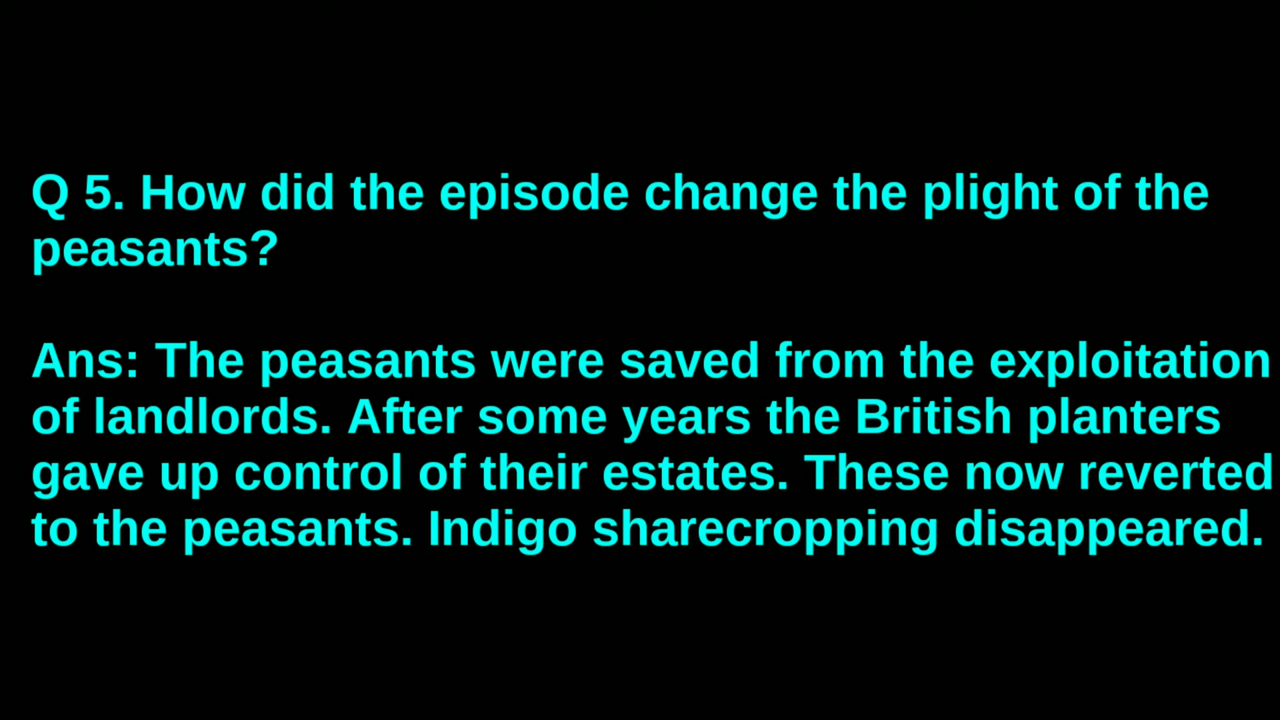 Q 5. How did the episode change the plight of the
peasants?
Ans: The peasants were saved from the exploitation
of landlords. After some years the British planters
gave up control of their estates. These now reverted
to the peasants. Indigo sharecropping disappeared.